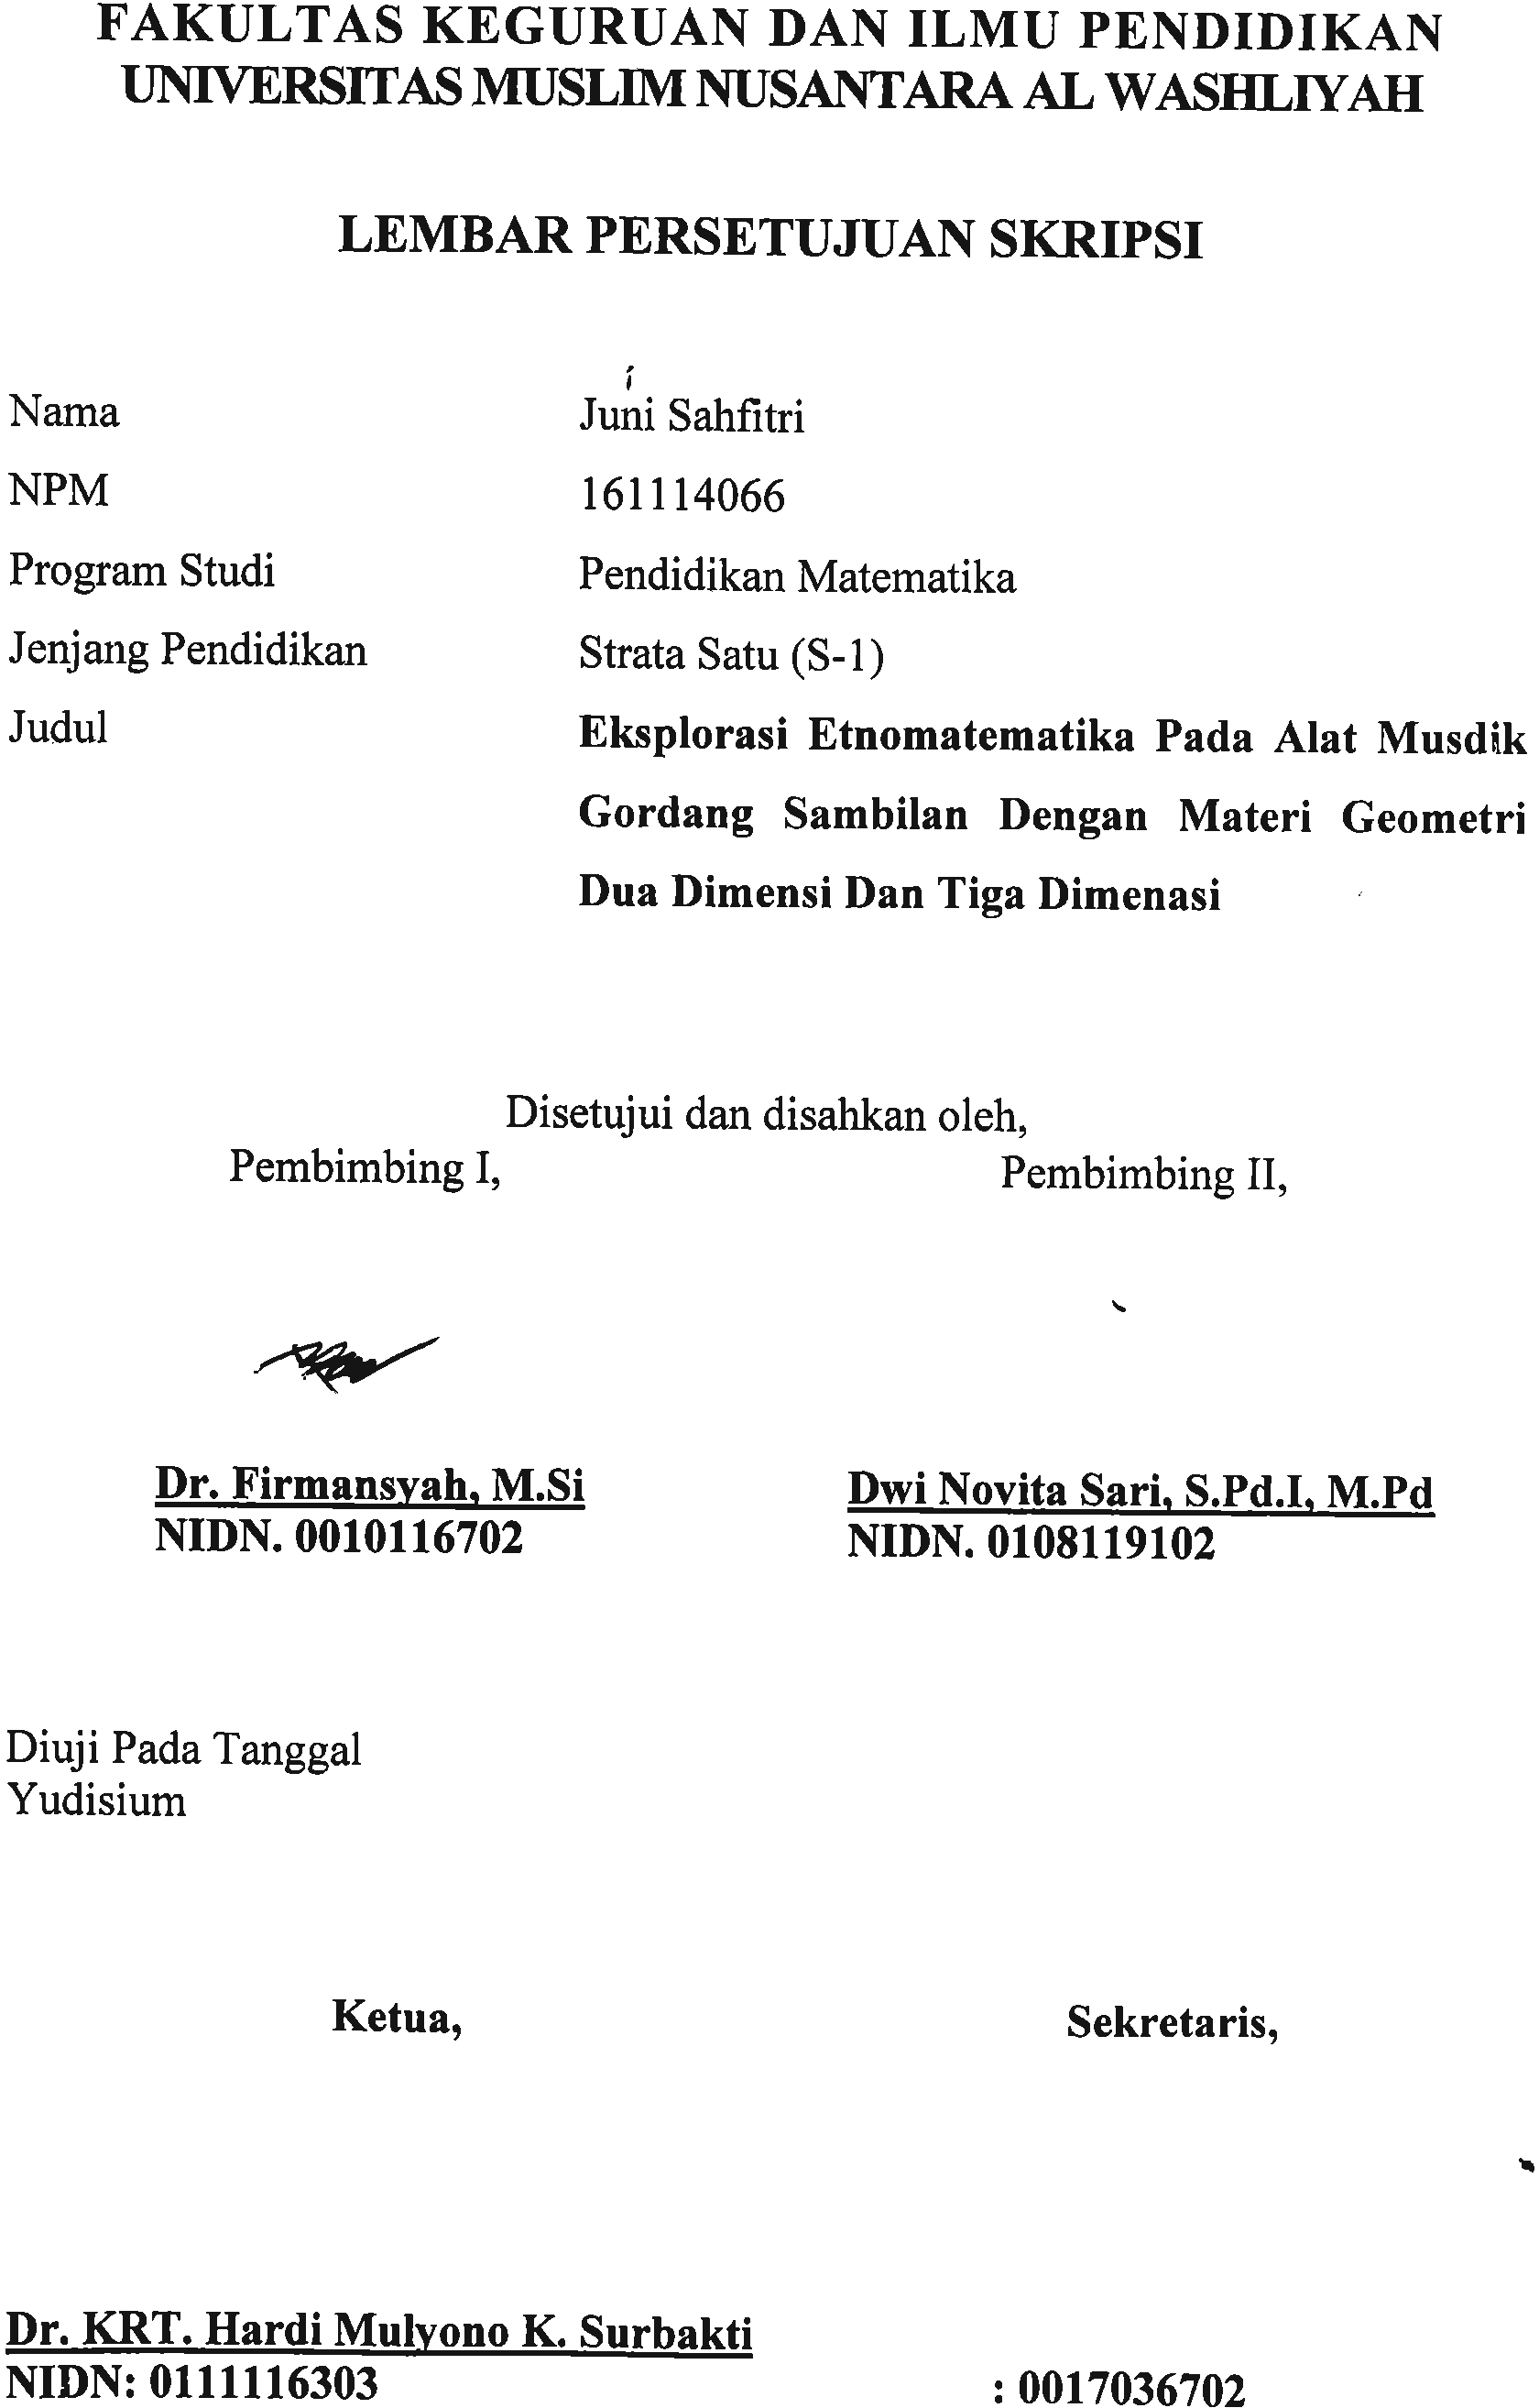 FAKULTAS KEGURUAN DAN ILMU PENDIDIKAN
UNIVERSITAS MUSLIM NUSANTARA AL WASHLIYAH
LEMBAR PERSETUJUAN SKRIPSI
Nama Juni Sahfitri
NPM 161114066
Program Studi Pendidikan Matematika
Jenjang Pendidikan Strata Satu (S-1)
Judul Eksplorasi Etnomatematika Pada Alat Musdik
Gordang Sambilan Dengan Materi Geometri
Dua Dimensi Dan Tiga Dimenasi
Disetujui dan disahkan oleh,
Pembimbing I, Pembimbing II,
Dr. Firmansyah, M.Si Dwi Novita Sari, S.Pd.I, M.Pd
NIDN. 0010116702 NIDN. 0108119102
Diuji Pada Tanggal
Yudisium
Ketua, Sekretaris,
Dr. KRT. Hardi Mulyono K. Surbakti
NIDN: 0111116303 : 0017036702